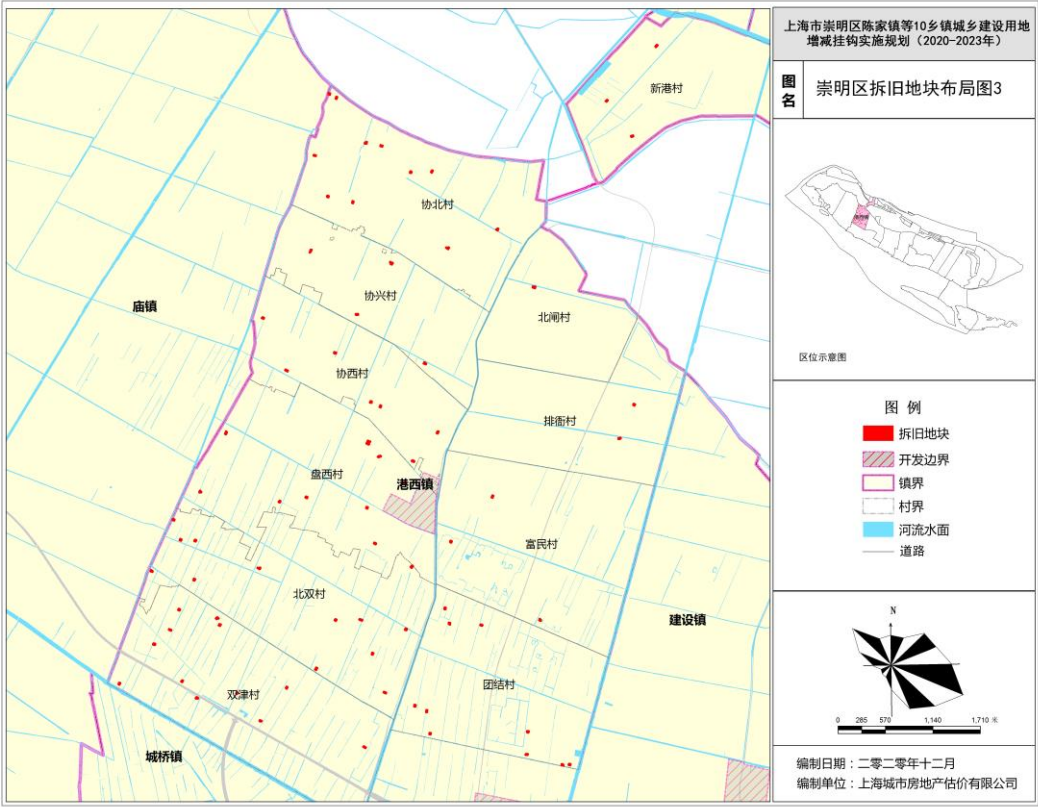 上海市崇明区陈家镇等10乡镇城乡建设用地
增减挂钩实施规划（2020-2023年）
图名
崇明区拆旧地块布局图3
新港村
协北村
协兴村
庙镇
北闸村
协西村
排衙村
盘西村
港西镇
富民村
北双村
建设镇
团结村
双津村
城桥镇
区位示意图
图 例
拆旧地块
开发边界
镇界
村界
河流水面
道路
N
0 285 570 1,140 1,710 米
编制日期：二零二零年十二月
编制单位：上海城市房地产估价有限公司